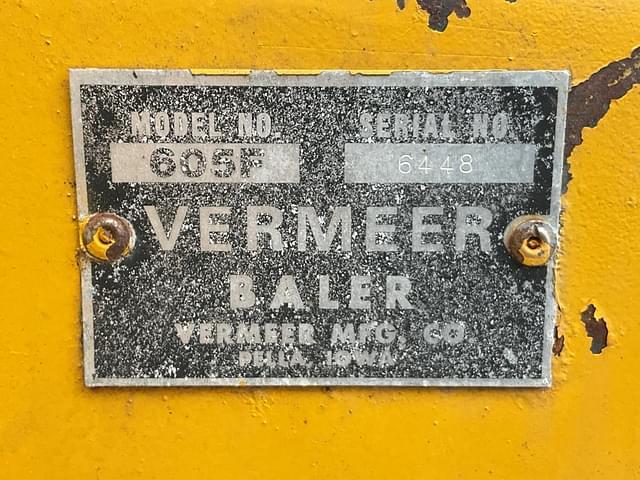 MODEL NO. SERIAL NO.
605F 6448
VERMEER
BALER
VERMEER MFG. CO.
PELLA, IOWA